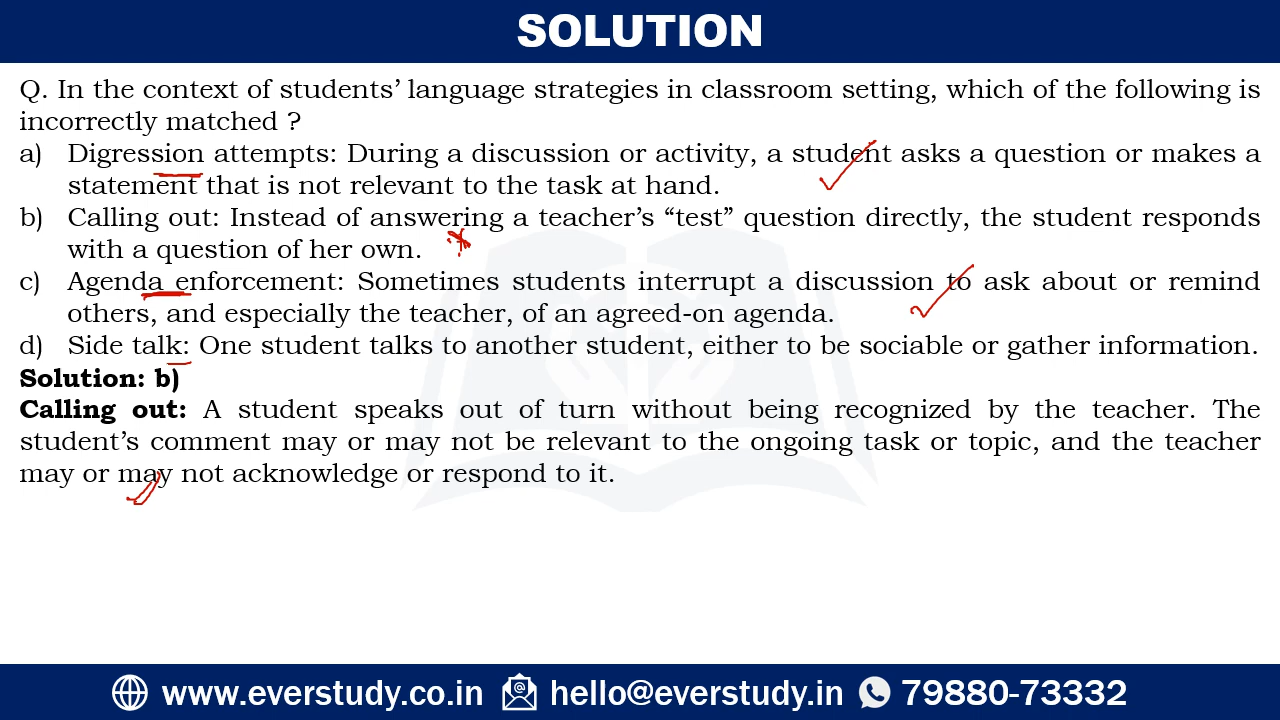 SOLUTION
Q. In the context of students’ language strategies in classroom setting, which of the following is
incorrectly matched ?
a) Digression attempts: During a discussion or activity, a student asks a question or makes a
statement that is not relevant to the task at hand.
b) Calling out: Instead of answering a teacher’s “test” question directly, the student responds
with a question of her own.
c) Agenda enforcement: Sometimes students interrupt a discussion to ask about or remind
others, and especially the teacher, of an agreed-on agenda.
d) Side talk: One student talks to another student, either to be sociable or gather information.
Solution: b)
Calling out: A student speaks out of turn without being recognized by the teacher. The
student’s comment may or may not be relevant to the ongoing task or topic, and the teacher
may or may not acknowledge or respond to it.
www.everstudy.co.in hello@everstudy.in 79880-73332